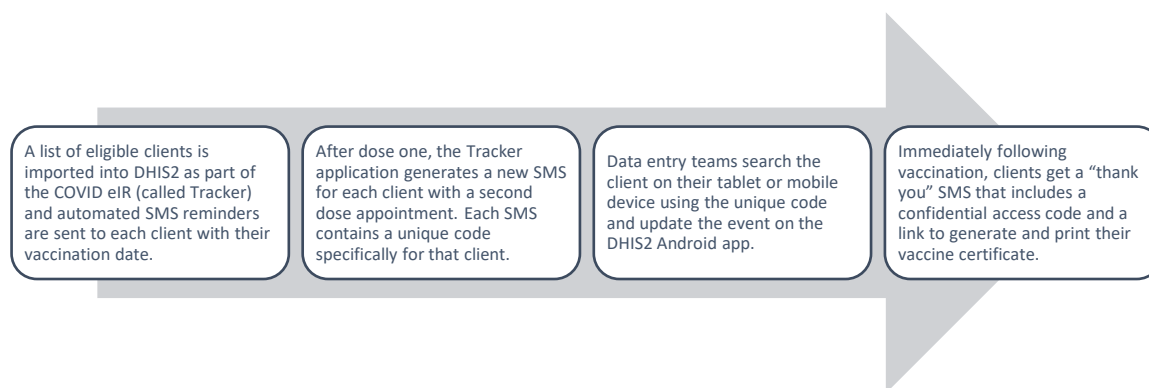 A list of eligible clients is
imported into DHIS2 as part of
the COVID eIR (called Tracker)
and automated SMS reminders
are sent to each client with their
vaccination date.
After dose one, the Tracker
application generates a new SMS
for each client with a second
dose appointment. Each SMS
contains a unique code
specifically for that client.
Data entry teams search the
client on their tablet or mobile
device using the unique code
and update the event on the
DHIS2 Android app.
Immediately following
vaccination, clients get a “thank
you” SMS that includes a
confidential access code and a
link to generate and print their
vaccine certificate.